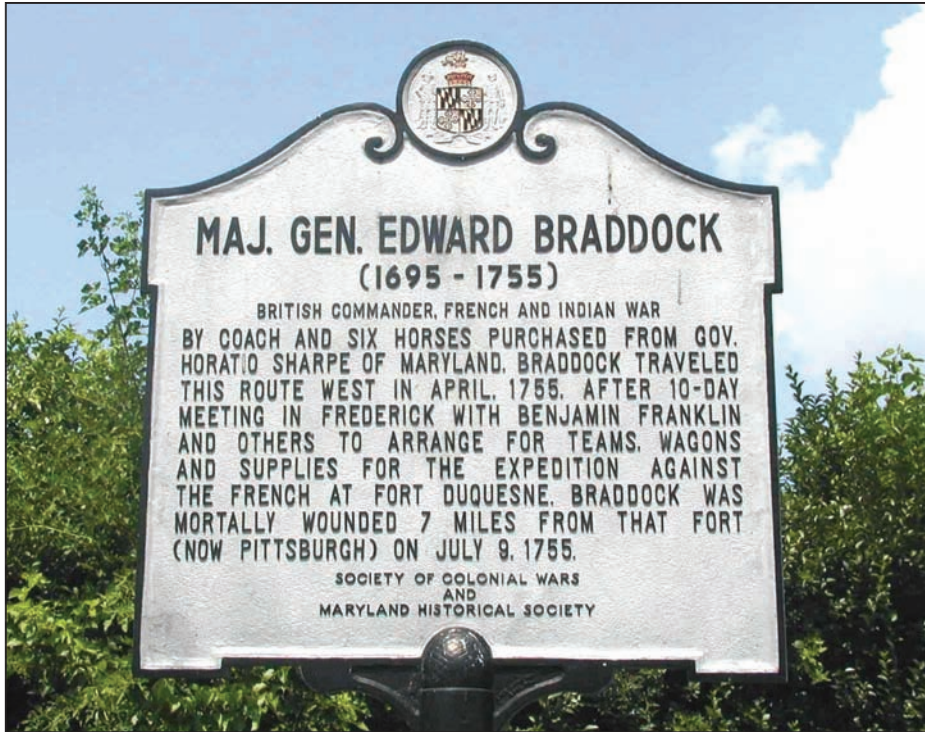 MAJ. GEN. EDWARD BRADDOCK
(1695 - 1755)
BRITISH COMMANDER, FRENCH AND INDIAN WAR
BY COACH AND SIX HORSES PURCHASED FROM GOV.
HORATIO SHARPE OF MARYLAND, BRADDOCK TRAVELED
THIS ROUTE WEST IN APRIL, 1755, AFTER 10-DAY
MEETING IN FREDERICK WITH BENJAMIN FRANKLIN
AND OTHERS TO ARRANGE FOR TEAMS, WAGONS
AND SUPPLIES FOR THE EXPEDITION AGAINST
THE FRENCH AT FORT DUQUESNE. BRADDOCK WAS
MORTALLY WOUNDED 7 MILES FROM THAT FORT
(NOW PITTSBURGH) ON JULY 9, 1755.
SOCIETY OF COLONIAL WARS
AND
MARYLAND HISTORICAL SOCIETY